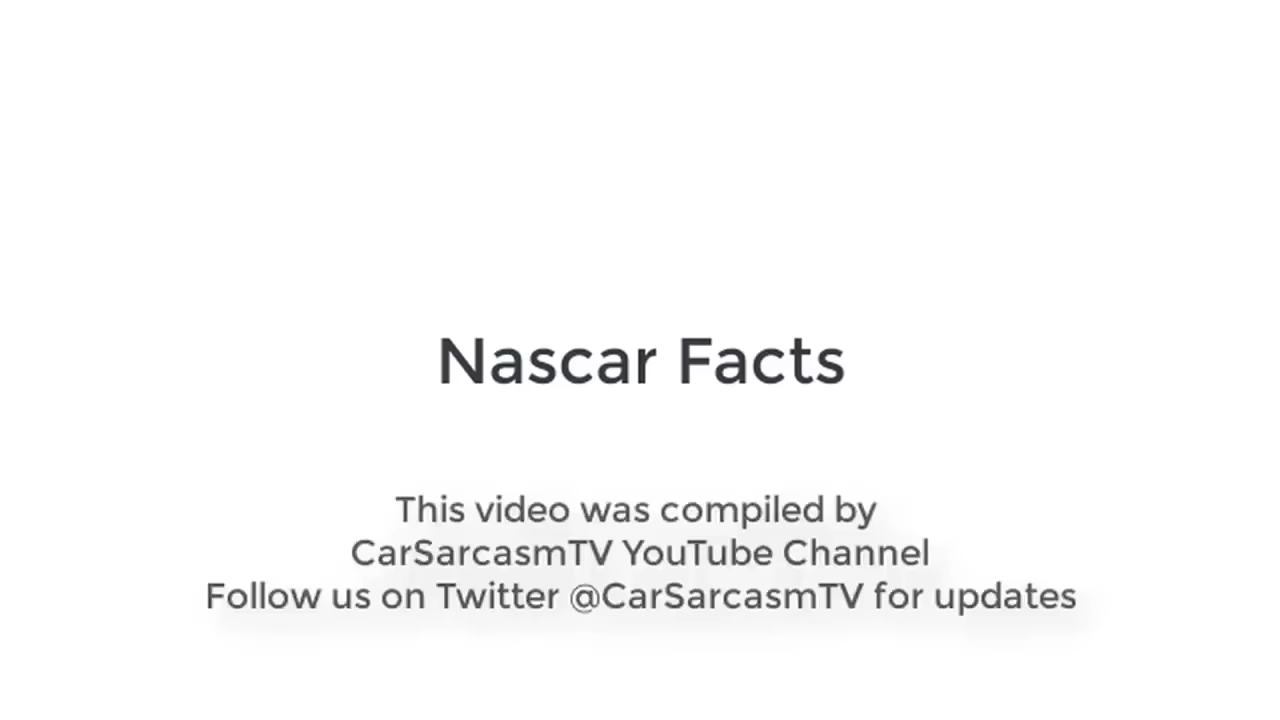 Nascar Facts
This video was compiled by
CarSarcasmTV YouTube Channel
Follow us on Twitter @CarSarcasmTV for updates